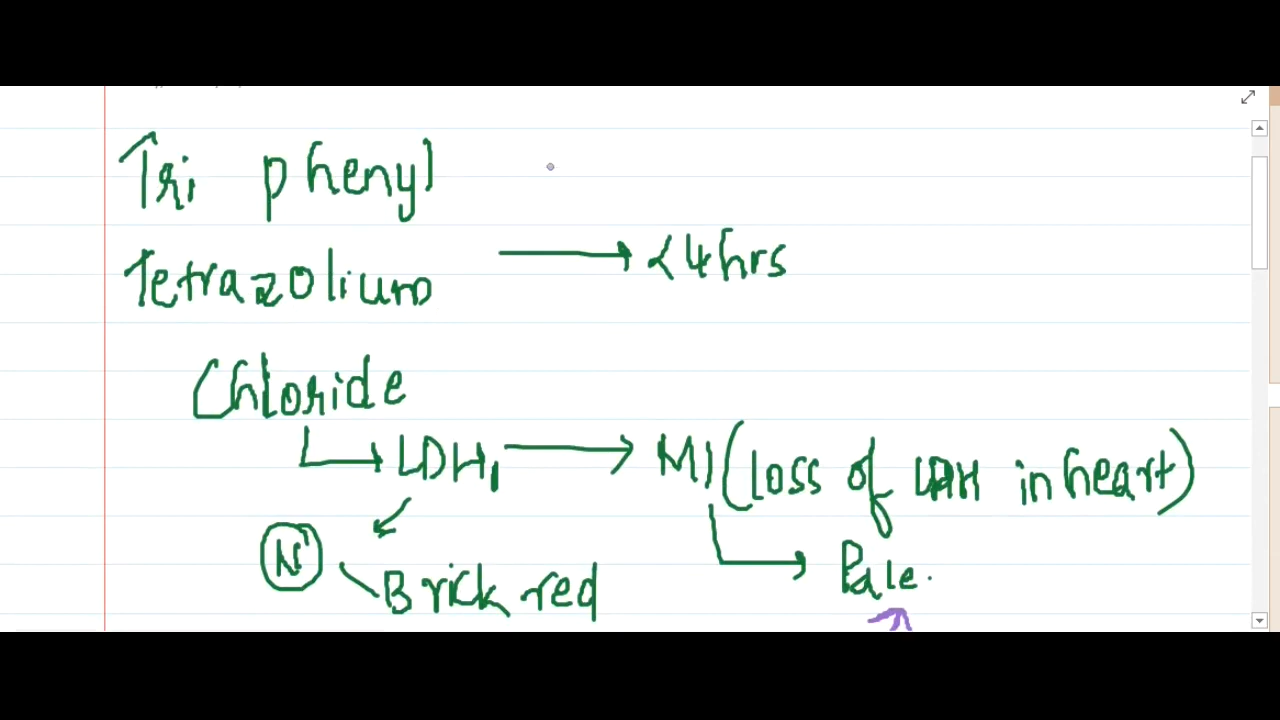 Tri phenyl
Tetrazolium → <4hrs
Chloride
→ LDH₁ → MI (Loss of LDH in heart)
(N) Brick red
→ Pale.